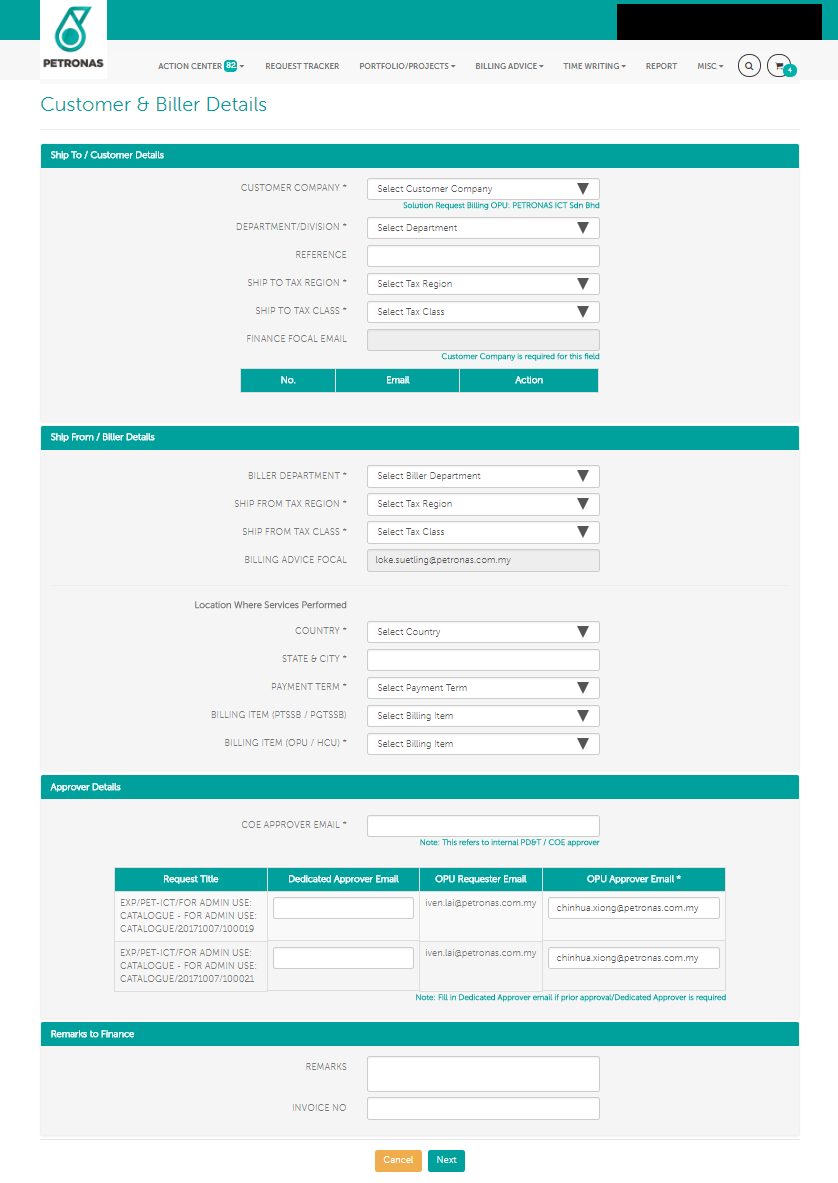 PETRONAS
ACTION CENTER 82 REQUEST TRACKER PORTFOLIO/PROJECTS BILLING ADVICE TIME WRITING REPORT MISC 4
Customer & Biller Details
Ship To / Customer Details
CUSTOMER COMPANY * Select Customer Company
Solution Request Billing OPU: PETRONAS ICT Sdn Bhd
DEPARTMENT/DIVISION * Select Department
REFERENCE
SHIP TO TAX REGION * Select Tax Region
SHIP TO TAX CLASS * Select Tax Class
FINANCE FOCAL EMAIL
Customer Company is required for this field
No. Email Action
Ship From / Biller Details
BILLER DEPARTMENT * Select Biller Department
SHIP FROM TAX REGION * Select Tax Region
SHIP FROM TAX CLASS * Select Tax Class
BILLING ADVICE FOCAL loke.suetling@petronas.com.my
Location Where Services Performed
COUNTRY * Select Country
STATE & CITY *
PAYMENT TERM * Select Payment Term
BILLING ITEM (PTSSB / PGTSSB) Select Billing Item
BILLING ITEM (OPU / HCU) * Select Billing Item
Approver Details
COE APPROVER EMAIL *
Note: This refers to internal PD&T / COE approver
Request Title Dedicated Approver Email OPU Requester Email OPU Approver Email *
EXP/PET-ICT/FOR ADMIN USE: iven.lai@petronas.com.my chinhua.xiong@petronas.com.my
CATALOGUE - FOR ADMIN USE:
CATALOGUE/20171007/100019
EXP/PET-ICT/FOR ADMIN USE: iven.lai@petronas.com.my chinhua.xiong@petronas.com.my
CATALOGUE - FOR ADMIN USE:
CATALOGUE/20171007/100021
Note: Fill in Dedicated Approver email if prior approval/Dedicated Approver is required
Remarks to Finance
REMARKS
INVOICE NO
Cancel Next